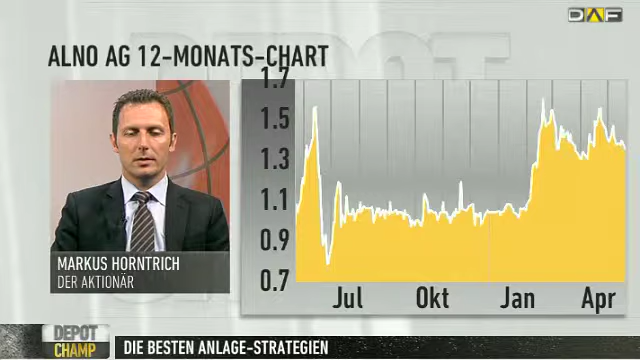 DAF
ALNO AG 12-MONATS-CHART
1.7
1.5
1.3
1.1
0.9
0.7
Jul Okt Jan Apr
MARKUS HORNTRICH
DER AKTIONÄR
DEPOT
CHAMP
DIE BESTEN ANLAGE-STRATEGIEN
DEPOT